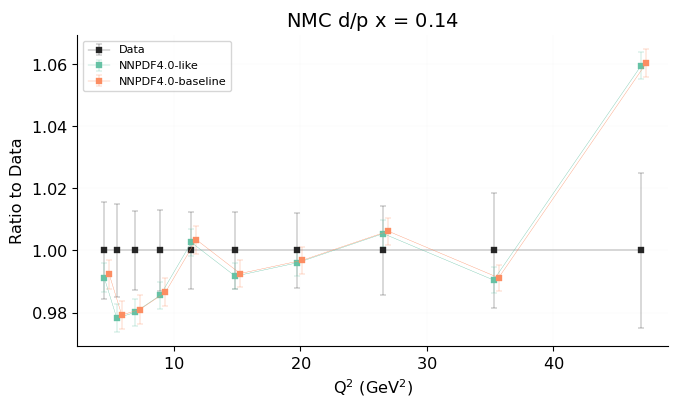 NMC d/p x = 0.14
Data
NNPDF4.0-like
NNPDF4.0-baseline
Ratio to Data
1.06
1.04
1.02
1.00
0.98
10
20
30
40
Q² (GeV²)